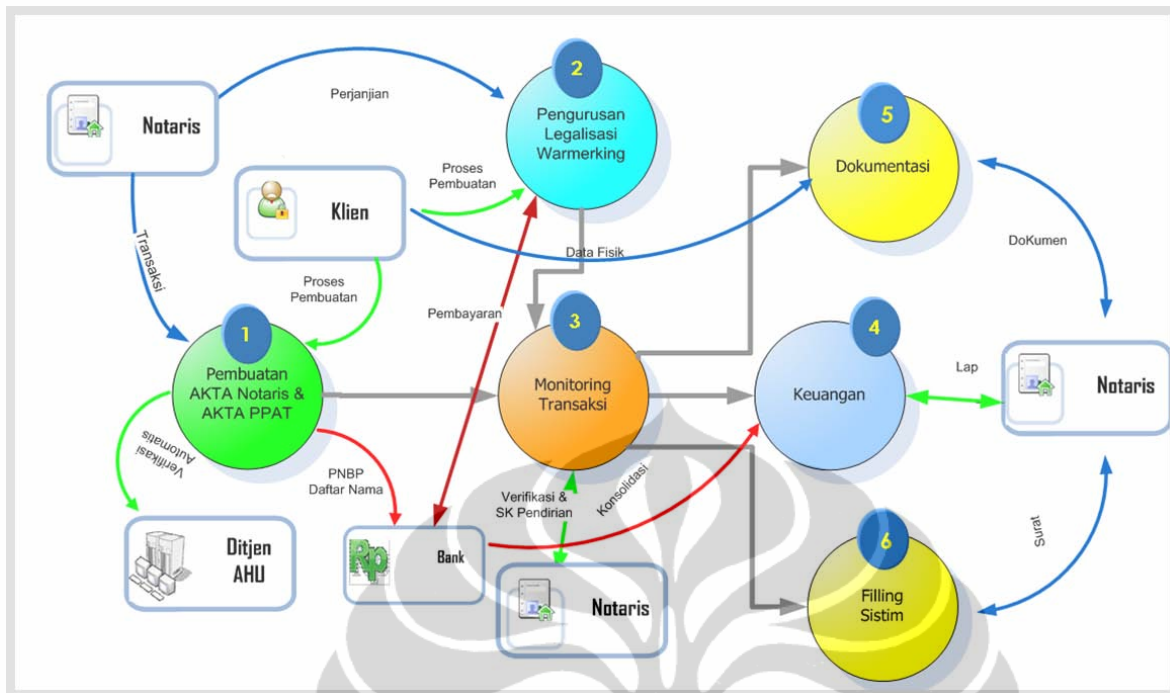 2
Pengurusan
Legalisasi
Warmerking
Perjanjian
Notaris
5
Dokumentasi
Proses
Pembuatan
Klien
DoKumen
Data Fisik
Transaksi
Proses
Pembuatan
Pembayaran
1
Pembuatan
AKTA Notaris &
AKTA PPAT
3
Monitoring
Transaksi
4
Keuangan
Lap
Notaris
Verifikasi
Automatis
PNBP
Daftar Nama
Verifikasi &
SK Pendirian
Konsolidasi
Ditjen
AHU
Rp
Bank
Notaris
Surat
6
Filling
Sistim